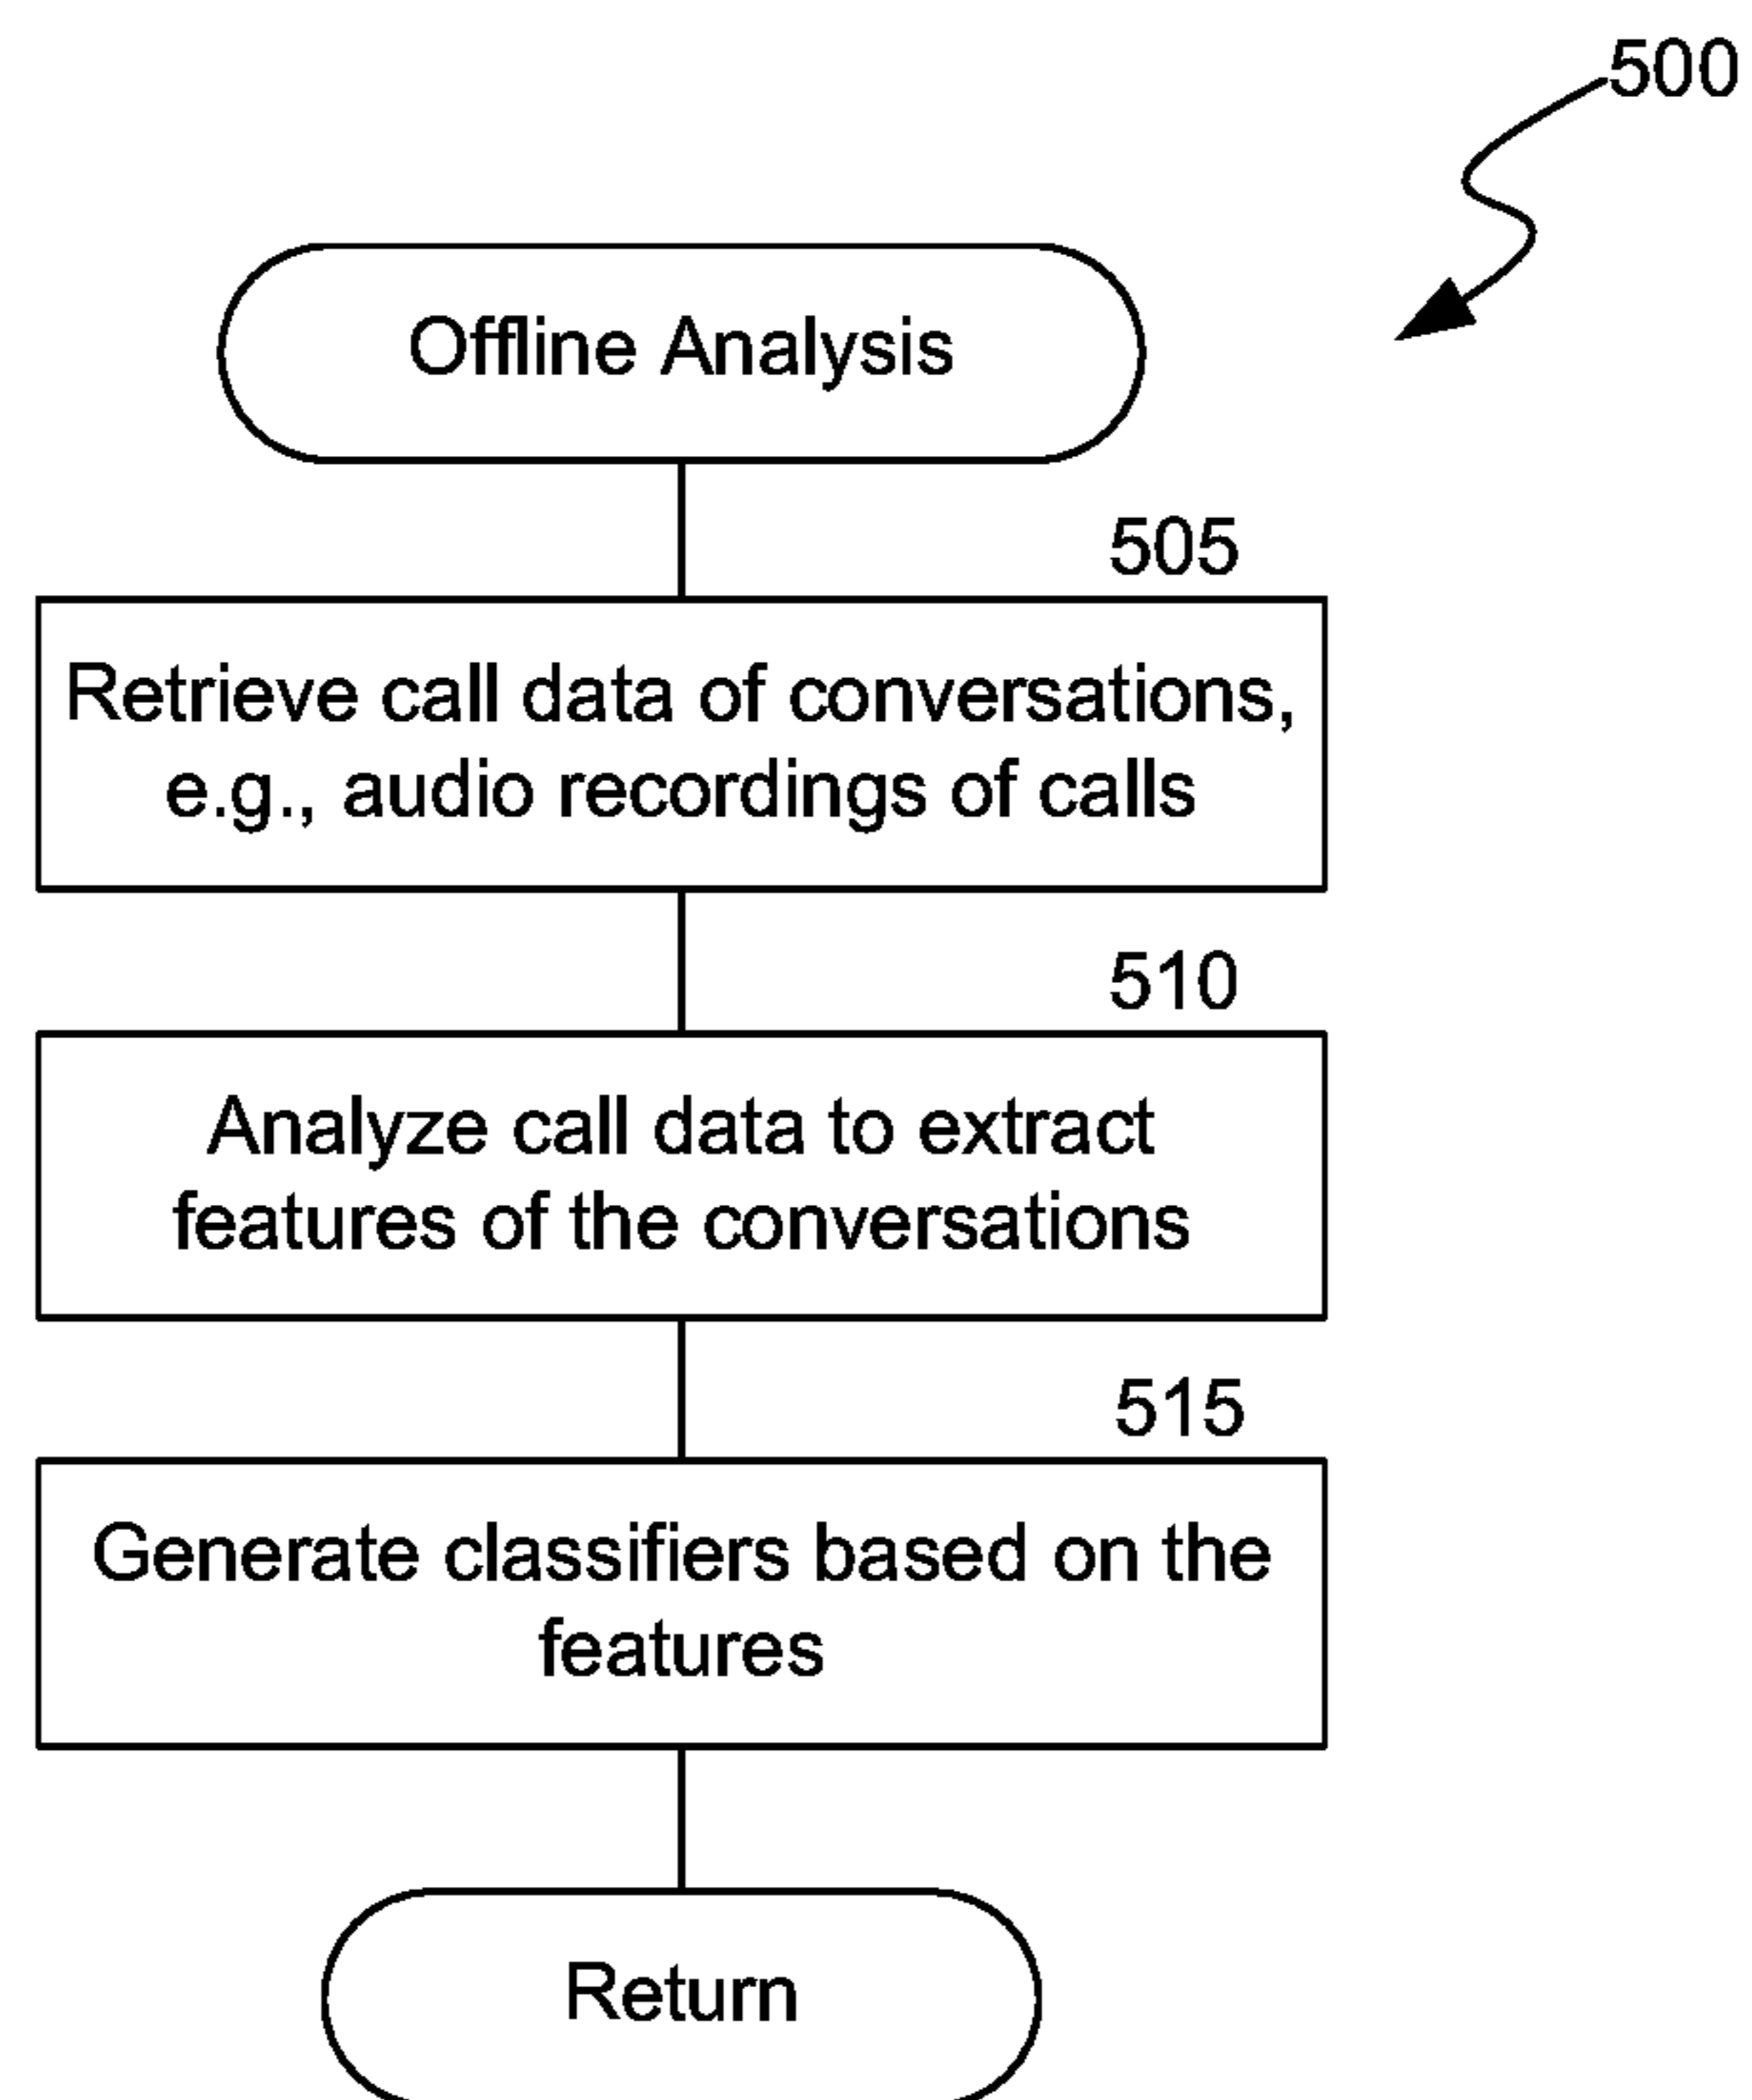 500
Offline Analysis
505
Retrieve call data of conversations,
e.g., audio recordings of calls
510
Analyze call data to extract
features of the conversations
515
Generate classifiers based on the
features
Return